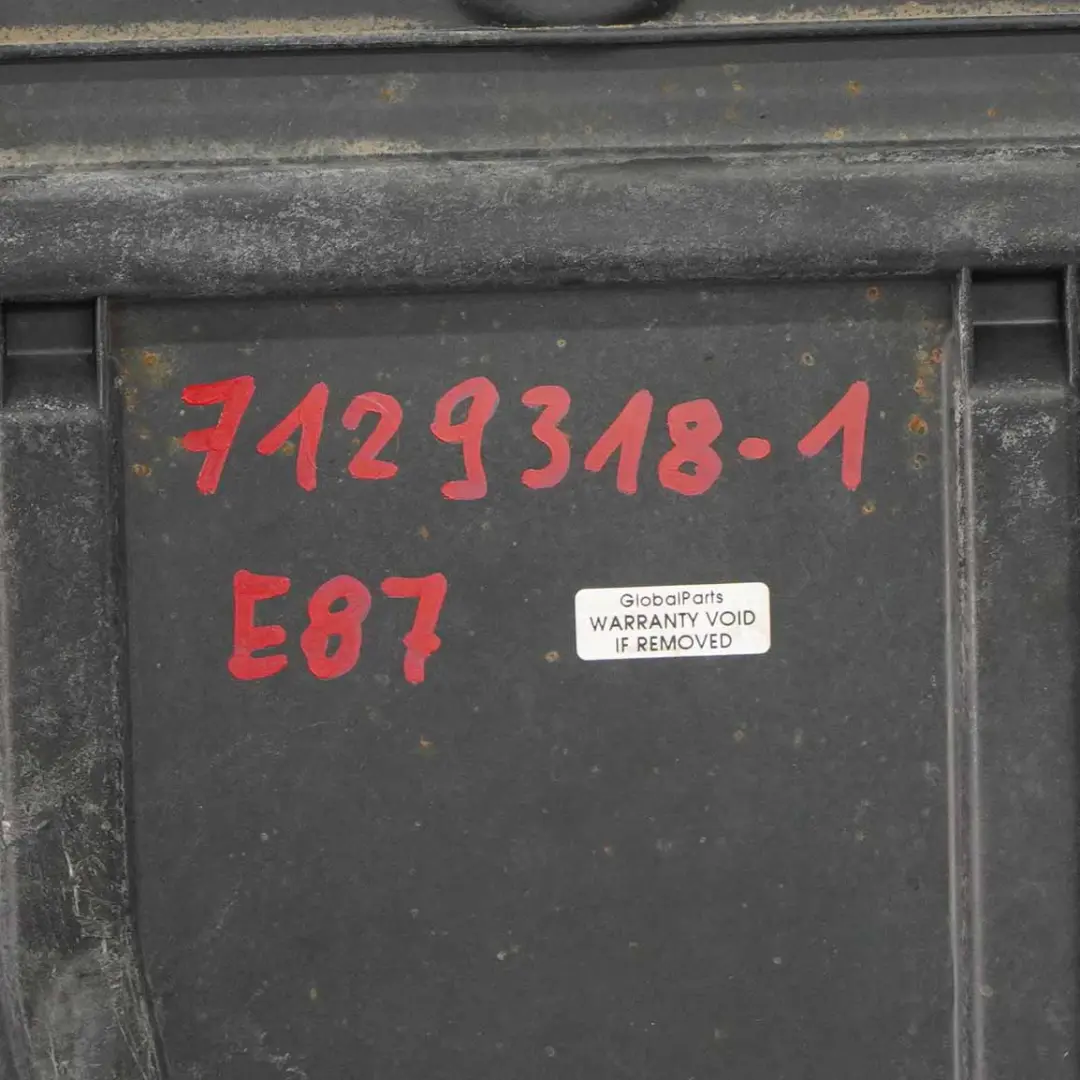 7129318-1
E87
GlobalParts
WARRANTY VOID
IF REMOVED